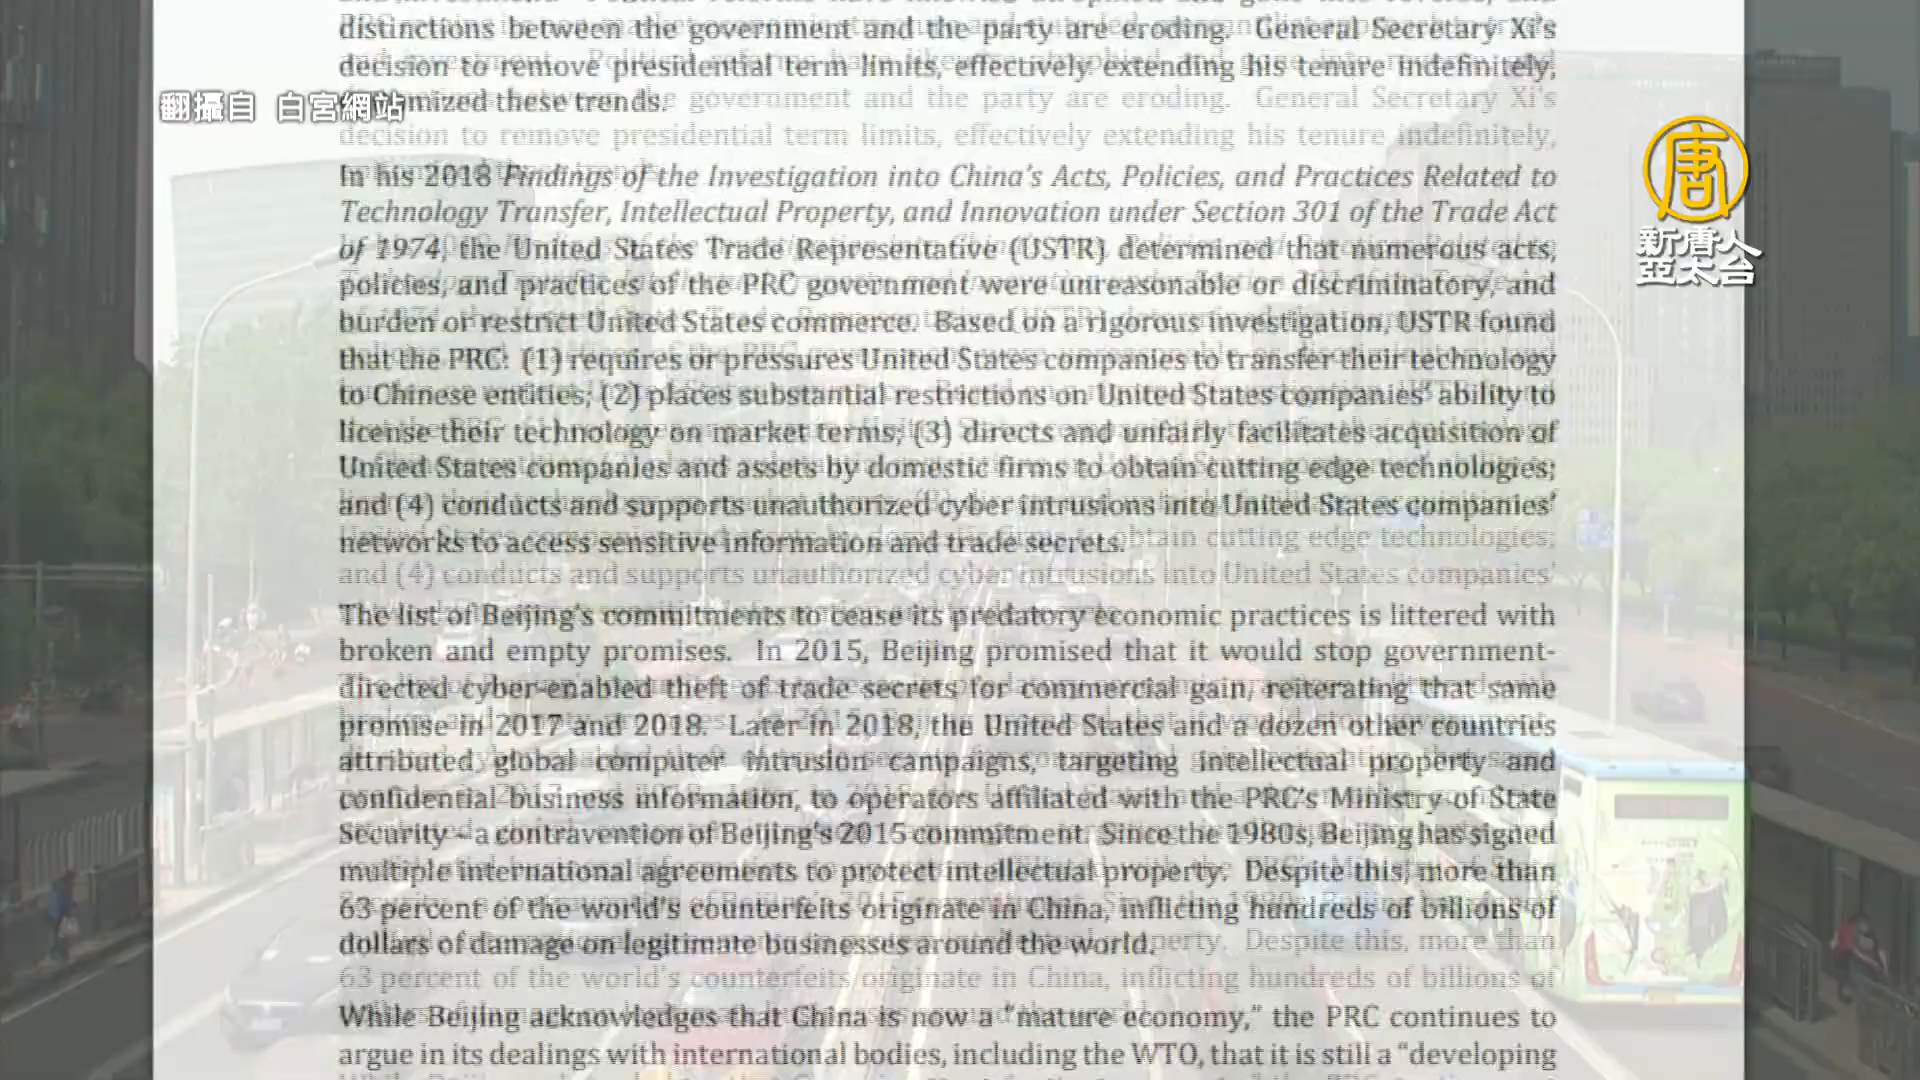 distinctions between the government and the party are eroding. General Secretary Xi's
decision to remove presidential term limits, effectively extending his tenure indefinitely,
these trends.
翻攝自 白宮網站
In his 2018 Findings of the Investigation into China's Acts, Policies, and Practices Related to
Technology Transfer, Intellectual Property, and Innovation under Section 301 of the Trade Act
of 1974, the United States Trade Representative (USTR) determined that numerous acts,
policies, and practices of the PRC government were unreasonable or discriminatory, and
burden or restrict United States commerce. Based on a rigorous investigation, USTR found
that the PRC: (1) requires or pressures United States companies to transfer their technology
to Chinese entities; (2) places substantial restrictions on United States companies' ability to
license their technology on market terms; (3) directs and unfairly facilitates acquisition of
United States companies and assets by domestic firms to obtain cutting edge technologies;
and (4) conducts and supports unauthorized cyber intrusions into United States companies'
networks to access sensitive information and trade secrets.
The list of Beijing's commitments to cease its predatory economic practices is littered with
broken and empty promises. In 2015, Beijing promised that it would stop government-
directed cyber-enabled theft of trade secrets for commercial gain, reiterating that same
promise in 2017 and 2018. Later in 2018, the United States and a dozen other countries
attributed global computer intrusion campaigns, targeting intellectual property and
confidential business information, to operators affiliated with the PRC's Ministry of State
Security – a contravention of Beijing's 2015 commitment. Since the 1980s, Beijing has signed
multiple international agreements to protect intellectual property. Despite this, more than
63 percent of the world's counterfeits originate in China, inflicting hundreds of billions of
dollars of damage on legitimate businesses around the world.
While Beijing acknowledges that China is now a "mature economy," the PRC continues to
argue in its dealings with international bodies, including the WTO, that it is still a "developing
唐
新唐人
亞太台